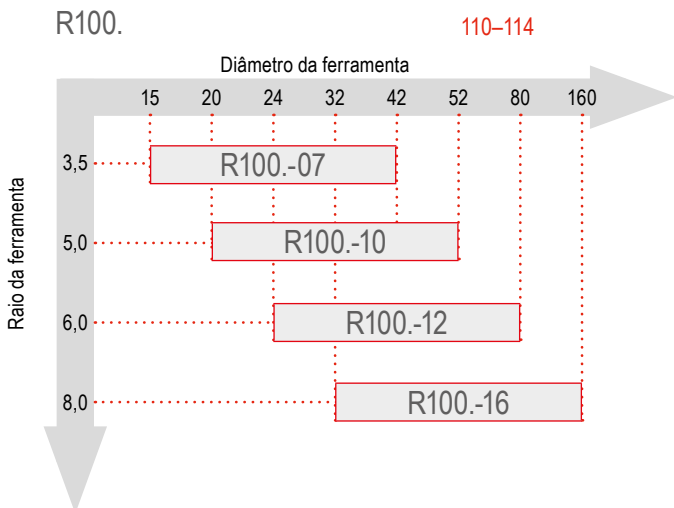 R100. 110–114
Diâmetro da ferramenta
15 20 24 32 42 52 80 160
Raio da ferramenta
3,5 R100.-07
5,0 R100.-10
6,0 R100.-12
8,0 R100.-16